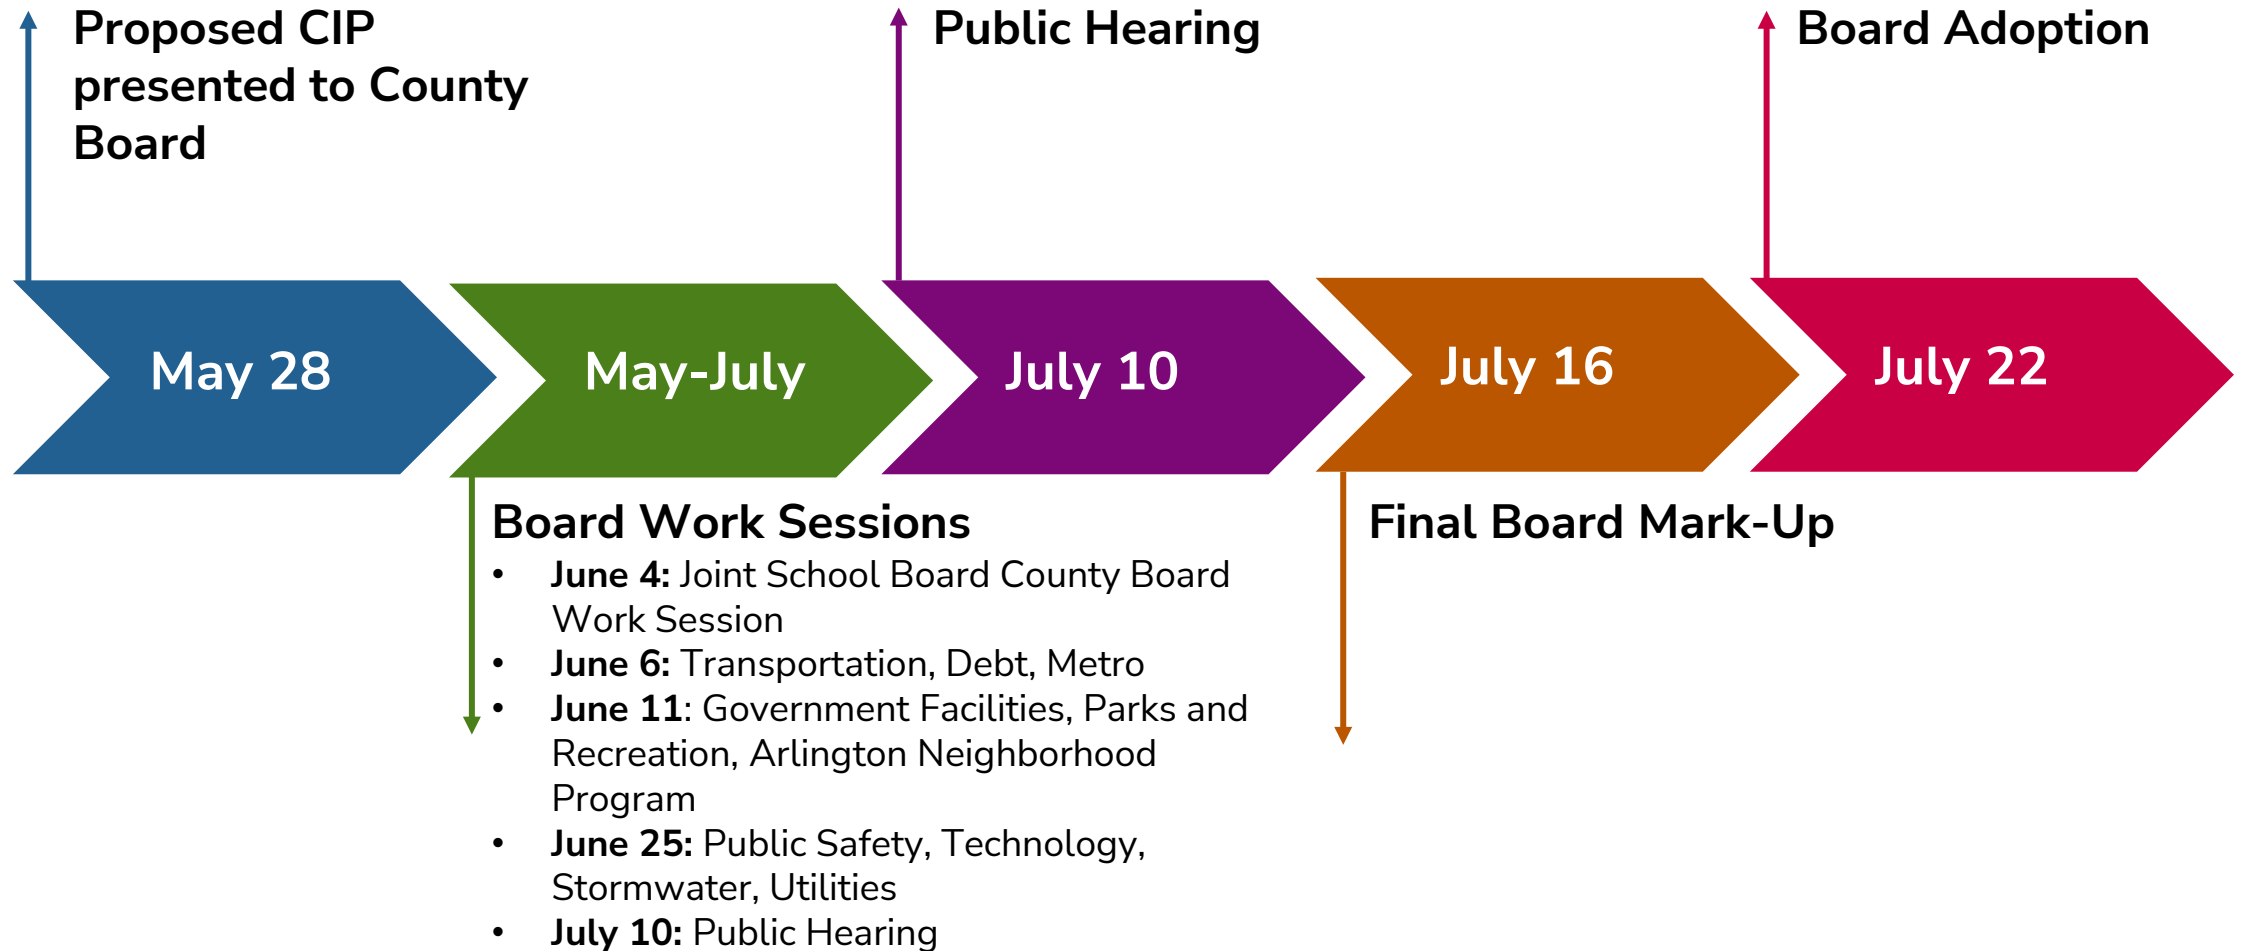 Proposed CIP
presented to County
Board
Public Hearing
Board Adoption
May 28
May-July
July 10
July 16
July 22
Board Work Sessions
• June 4: Joint School Board County Board
Work Session
• June 6: Transportation, Debt, Metro
• June 11: Government Facilities, Parks and
Recreation, Arlington Neighborhood
Program
• June 25: Public Safety, Technology,
Stormwater, Utilities
• July 10: Public Hearing
Final Board Mark-Up